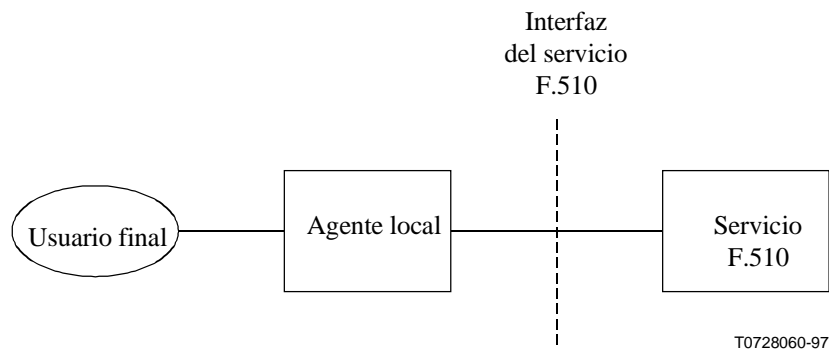 Interfaz
del servicio
F.510
Usuario final
Agente local
Servicio
F.510
T0728060-97